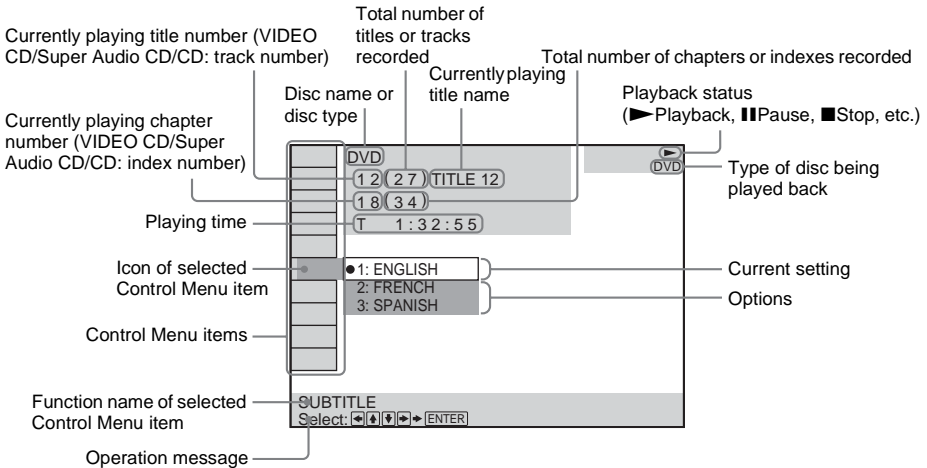 Total number of
titles or tracks
recorded
Currently playing title number (VIDEO
CD/Super Audio CD/CD: track number)
Total number of chapters or indexes recorded
Currently playing
title name
Disc name or
disc type
Playback status
(►Playback, ❚❚Pause, ■Stop, etc.)
Currently playing chapter
number (VIDEO CD/Super
Audio CD/CD: index number)
DVD
1 2 ( 2 7 ) TITLE 12
1 8 ( 3 4 )
T 1 : 3 2 : 5 5
►
DVD
Type of disc being
played back
Playing time
Icon of selected
Control Menu item
●1: ENGLISH
2: FRENCH
3: SPANISH
Current setting
Options
Control Menu items
Function name of selected
Control Menu item
SUBTITLE
Select: ← ↑ ↓ → → ENTER
Operation message